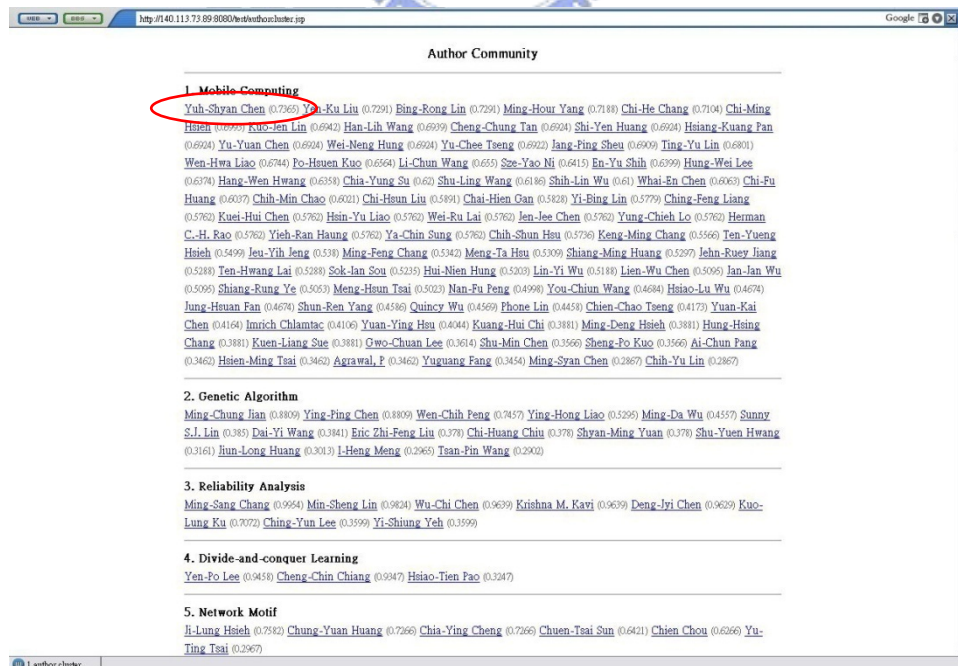 http://140.113.73.89:8080/test/authorcluster.jsp
Google
Author Community
1. Mobile Computing
Yuh-Shyan Chen (0.7365) Yen-Ku Liu (0.7291) Bing-Rong Lin (0.7291) Ming-Hour Yang (0.7188) Chi-He Chang (0.7104) Chi-Ming
Hsieh (0.6995) Kuo-Jen Lin (0.6942) Han-Lih Wang (0.6939) Cheng-Chung Tan (0.6924) Shi-Yen Huang (0.6924) Hsiang-Kuang Pan
(0.6924) Yu-Yuan Chen (0.6924) Wei-Neng Hung (0.6924) Yu-Chee Tseng (0.6922) Jang-Ping Sheu (0.6909) Ting-Yu Lin (0.6801)
Wen-Hwa Liao (0.6744) Po-Hsuen Kuo (0.6564) Li-Chun Wang (0.655) Sze-Yao Ni (0.6415) En-Yu Shih (0.6399) Hung-Wei Lee
(0.6374) Hang-Wen Hwang (0.6358) Chia-Yung Su (0.62) Shu-Ling Wang (0.6186) Shih-Lin Wu (0.61) Whai-En Chen (0.6063) Chi-Fu
Huang (0.6037) Chih-Min Chao (0.6021) Chi-Hsun Liu (0.5891) Chai-Hien Gan (0.5828) Yi-Bing Lin (0.5779) Ching-Feng Liang
(0.5762) Kuei-Hui Chen (0.5762) Hsin-Yu Liao (0.5762) Wei-Ru Lai (0.5762) Jen-Jee Chen (0.5762) Yung-Chieh Lo (0.5762) Herman
C.-H. Rao (0.5762) Yieh-Ran Haung (0.5762) Ya-Chin Sung (0.5762) Chih-Shun Hsu (0.5736) Keng-Ming Chang (0.5566) Ten-Yueng
Hsieh (0.5499) Jeu-Yih Jeng (0.538) Ming-Feng Chang (0.5342) Meng-Ta Hsu (0.5309) Shiang-Ming Huang (0.5297) Jehn-Ruey Jiang
(0.5288) Ten-Hwang Lai (0.5288) Sok-Ian Sou (0.5235) Hui-Nien Hung (0.5203) Lin-Yi Wu (0.5188) Lien-Wu Chen (0.5095) Jan-Jan Wu
(0.5095) Shiang-Rung Ye (0.5053) Meng-Hsun Tsai (0.5023) Nan-Fu Peng (0.4998) You-Chiun Wang (0.4684) Hsiao-Lu Wu (0.4674)
Jung-Hsuan Fan (0.4674) Shun-Ren Yang (0.4586) Quincy Wu (0.4569) Phone Lin (0.4458) Chien-Chao Tseng (0.4173) Yuan-Kai
Chen (0.4164) Imrich Chlamtac (0.4106) Yuan-Ying Hsu (0.4044) Kuang-Hui Chi (0.3881) Ming-Deng Hsieh (0.3881) Hung-Hsing
Chang (0.3881) Kuen-Liang Sue (0.3881) Gwo-Chuan Lee (0.3614) Shu-Min Chen (0.3566) Sheng-Po Kuo (0.3566) Ai-Chun Pang
(0.3462) Hsien-Ming Tsai (0.3462) Agrawal, P (0.3462) Yuguang Fang (0.3454) Ming-Syan Chen (0.2867) Chih-Yu Lin (0.2867)
2. Genetic Algorithm
Ming-Chung Jian (0.8809) Ying-Ping Chen (0.8809) Wen-Chih Peng (0.7457) Ying-Hong Liao (0.5295) Ming-Da Wu (0.4557) Sunny
S.J. Lin (0.385) Dai-Yi Wang (0.3841) Eric Zhi-Feng Liu (0.378) Chi-Huang Chiu (0.378) Shyan-Ming Yuan (0.378) Shu-Yuen Hwang
(0.3161) Jiun-Long Huang (0.3013) I-Heng Meng (0.2965) Tsan-Pin Wang (0.2902)
3. Reliability Analysis
Ming-Sang Chang (0.9954) Min-Sheng Lin (0.9824) Wu-Chi Chen (0.9639) Krishna M. Kavi (0.9639) Deng-Jyi Chen (0.9629) Kuo-
Lung Ku (0.7072) Ching-Yun Lee (0.3599) Yi-Shiung Yeh (0.3599)
4. Divide-and-conquer Learning
Yen-Po Lee (0.9458) Cheng-Chin Chiang (0.9347) Hsiao-Tien Pao (0.3247)
5. Network Motif
Ji-Lung Hsieh (0.7582) Chung-Yuan Huang (0.7266) Chia-Ying Cheng (0.7266) Chuen-Tsai Sun (0.6421) Chien Chou (0.6266) Yu-
Ting Tsai (0.2967)
1 author cluster